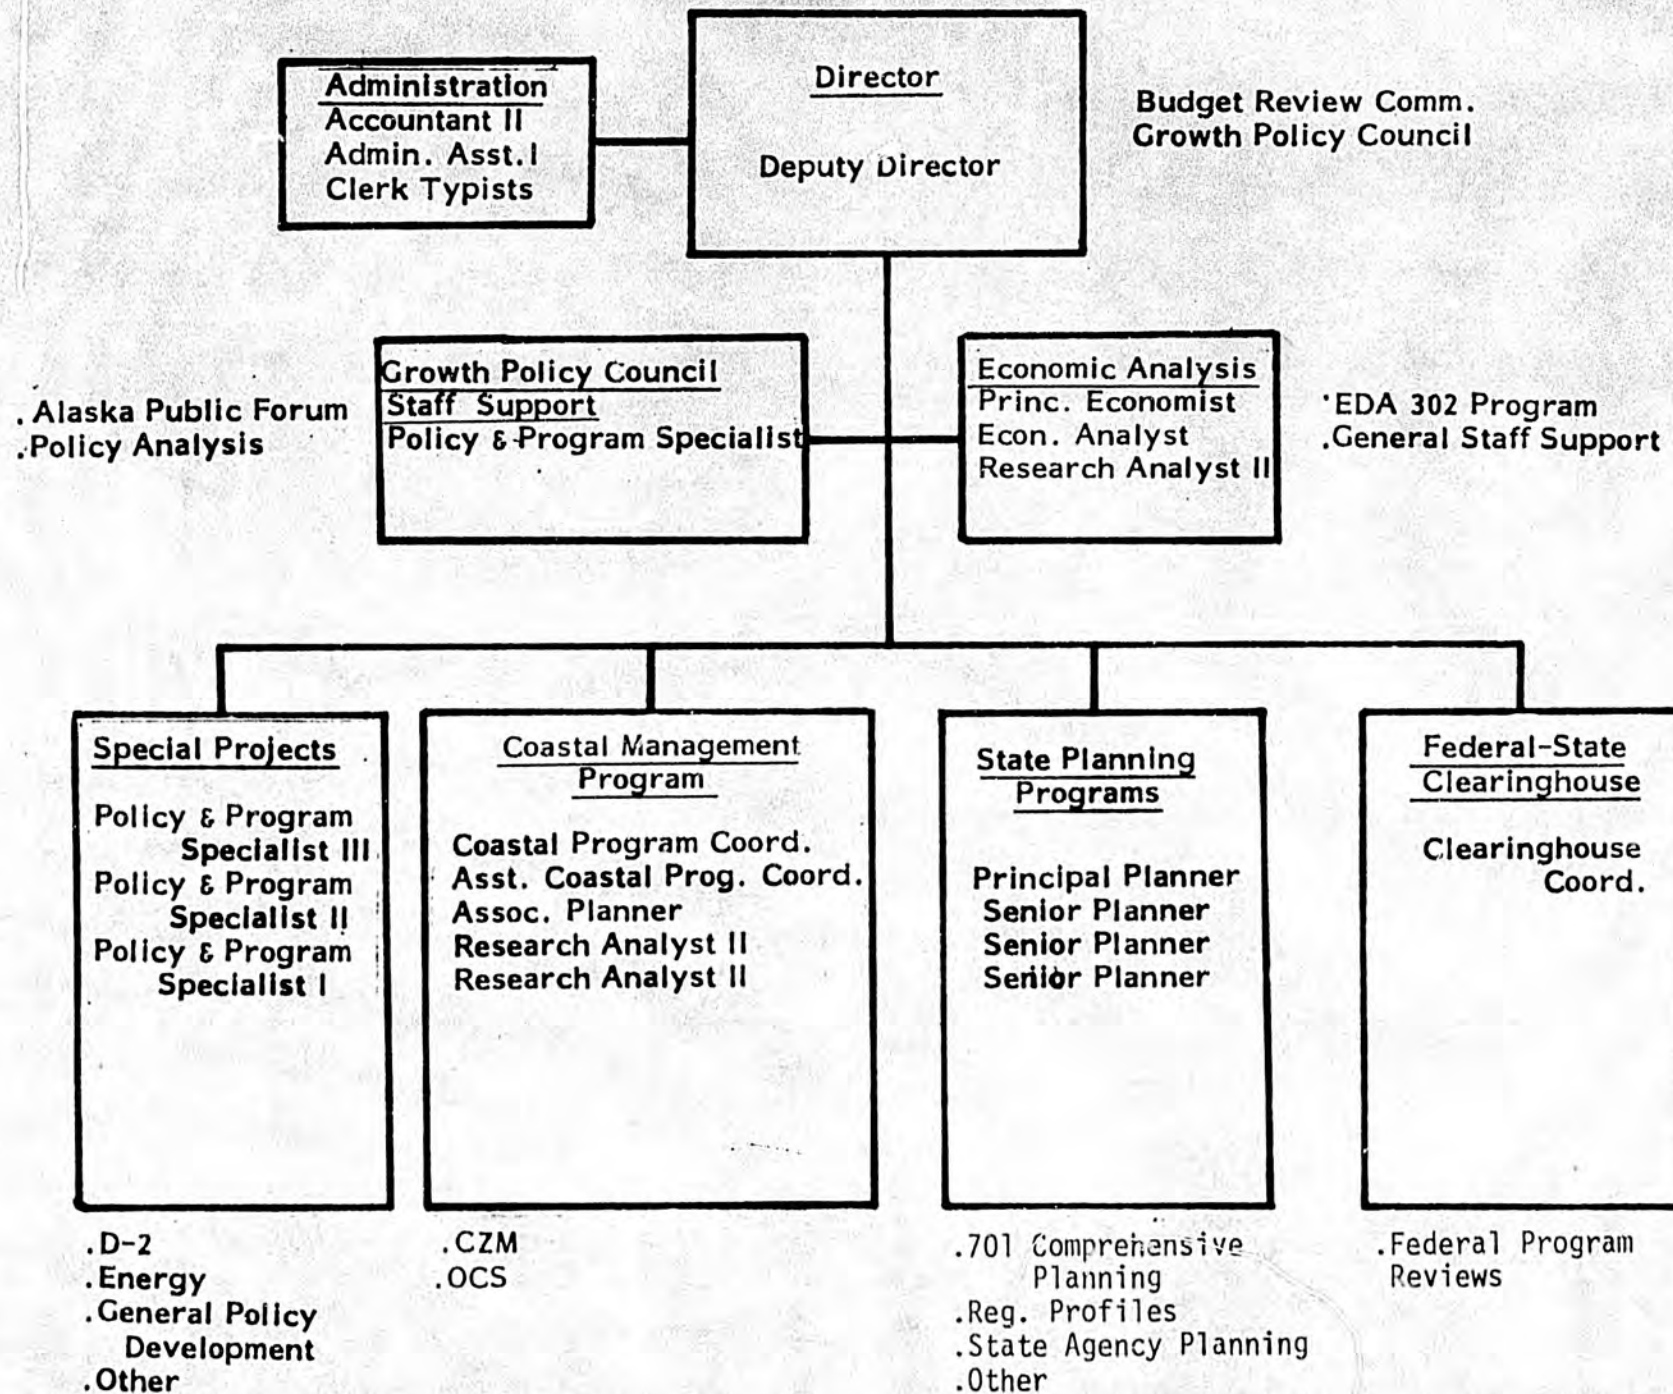 Administration
Accountant II
Admin. Asst. I
Clerk Typists
Director
Deputy Director
Budget Review Comm.
Growth Policy Council
. Alaska Public Forum
.Policy Analysis
Growth Policy Council
Staff Support
Policy & Program Specialist
Economic Analysis
Princ. Economist
Econ. Analyst
Research Analyst II
.EDA 302 Program
.General Staff Support
Special Projects
Policy & Program
Specialist III
Policy & Program
Specialist II
Policy & Program
Specialist I
.D-2
.Energy
.General Policy
Development
.Other
Coastal Management
Program
Coastal Program Coord.
Asst. Coastal Prog. Coord.
Assoc. Planner
Research Analyst II
Research Analyst II
.CZM
.OCS
State Planning
Programs
Principal Planner
Senior Planner
Senior Planner
Senior Planner
.701 Comprehensive
Planning
.Reg. Profiles
.State Agency Planning
.Other
Federal-State
Clearinghouse
Clearinghouse
Coord.
.Federal Program
Reviews